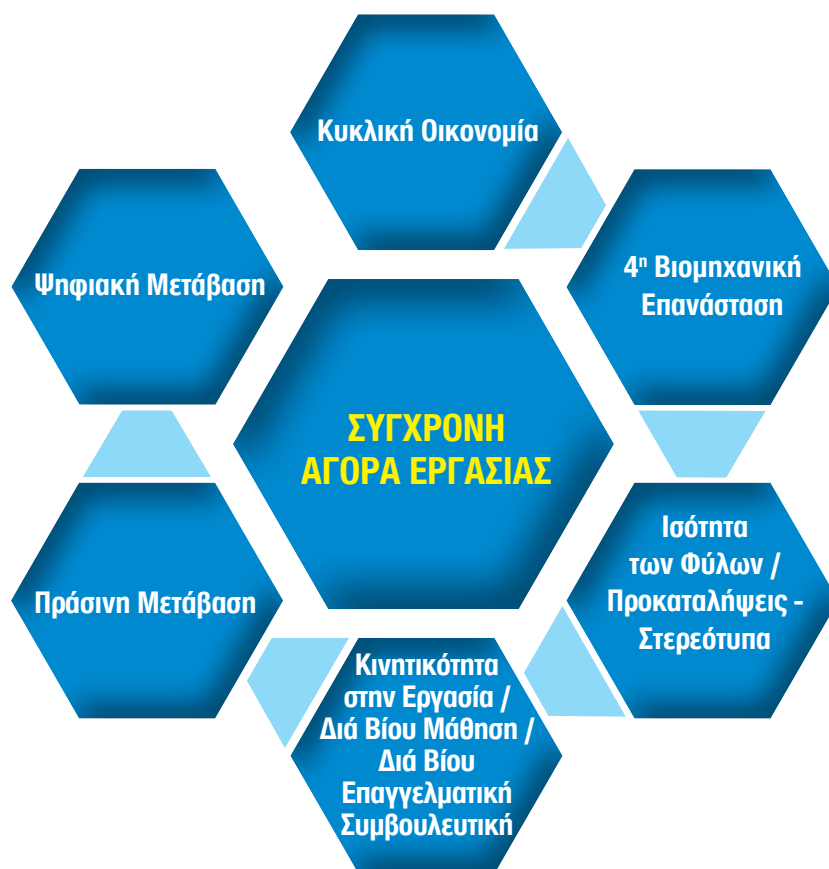 Κυκλική Οικονομία
4η Βιομηχανική
Επανάσταση
Ισότητα
των Φύλων /
Προκαταλήψεις -
Στερεότυπα
Κινητικότητα
στην Εργασία /
Διά Βίου Μάθηση /
Διά Βίου
Επαγγελματική
Συμβουλευτική
Πράσινη Μετάβαση
Ψηφιακή Μετάβαση
ΣΥΓΧΡΟΝΗ
ΑΓΟΡΑ ΕΡΓΑΣΙΑΣ